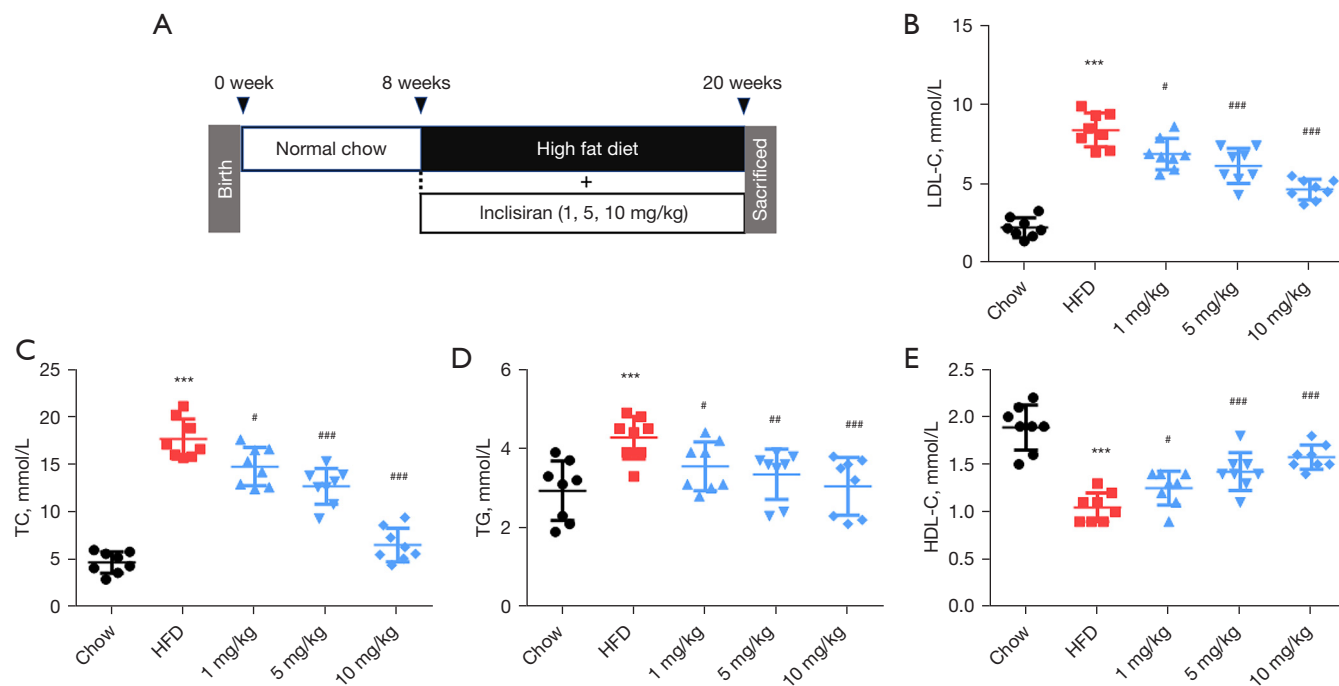 A
0 week
8 weeks
20 weeks
Birth
Normal chow
High fat diet
+
Inclisiran (1, 5, 10 mg/kg)
Sacrificed
B
LDL-C, mmol/L
15
10
5
0
***
#
###
###
Chow
HFD
1 mg/kg
5 mg/kg
10 mg/kg
C
TC, mmol/L
25
20
15
10
5
0
***
#
###
###
Chow
HFD
1 mg/kg
5 mg/kg
10 mg/kg
D
TG, mmol/L
6
4
2
0
***
#
##
###
Chow
HFD
1 mg/kg
5 mg/kg
10 mg/kg
E
HDL-C, mmol/L
2.5
2.0
1.5
1.0
0.5
0.0
***
#
###
###
Chow
HFD
1 mg/kg
5 mg/kg
10 mg/kg